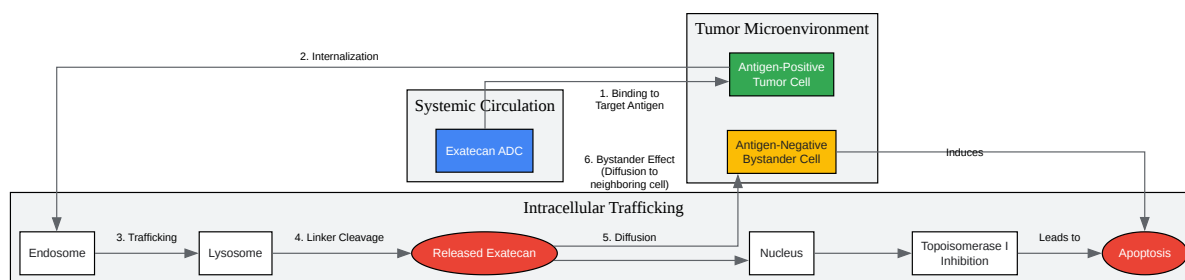 Tumor Microenvironment
2. Internalization
Antigen-Positive
Tumor Cell
1. Binding to
Target Antigen
Systemic Circulation
Exatecan ADC
Antigen-Negative
Bystander Cell
Induces
6. Bystander Effect
(Diffusion to
neighboring cell)
Intracellular Trafficking
Endosome
3. Trafficking
Lysosome
4. Linker Cleavage
Released Exatecan
5. Diffusion
Nucleus
Topoisomerase I
Inhibition
Leads to
Apoptosis